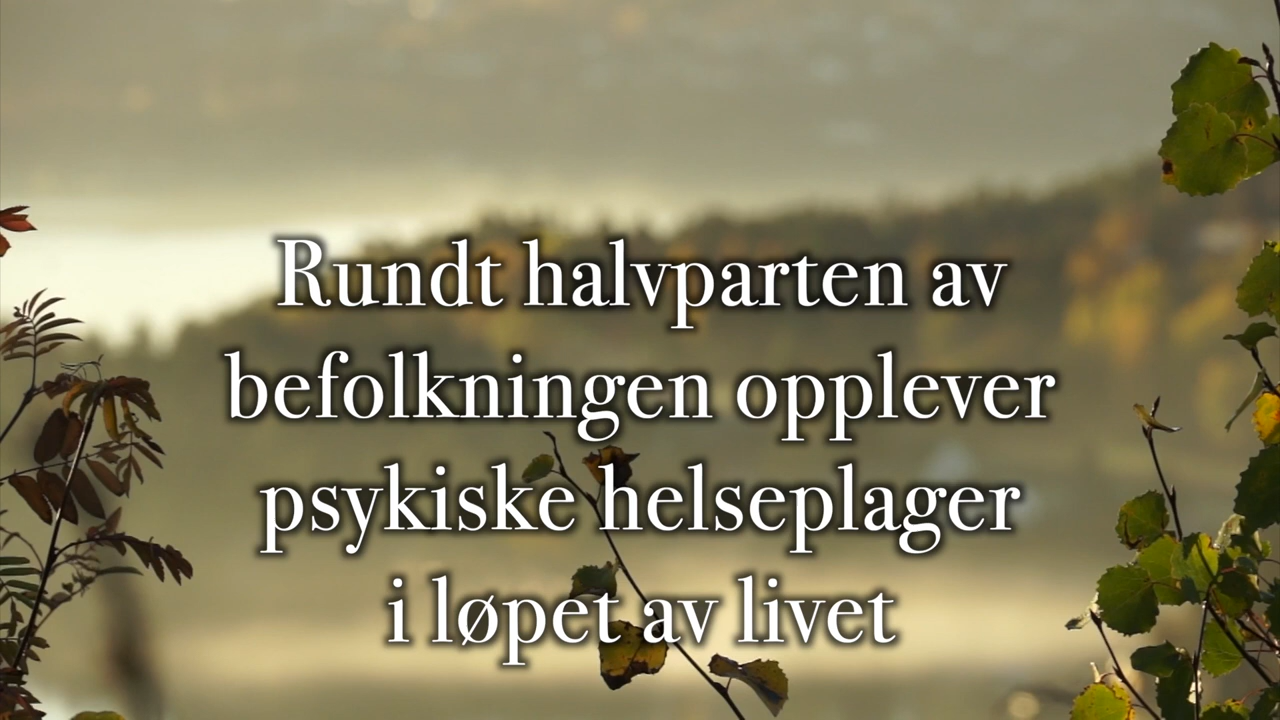 Rundt halvparten av
befolkningen opplever
psykiske helseplager
i løpet av livet